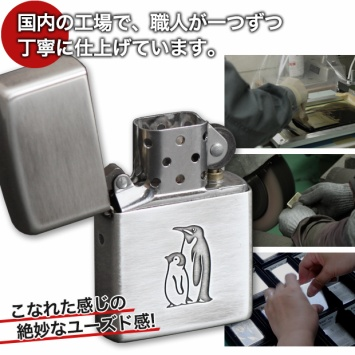 国内の工場で、職人が一つずつ
丁寧に仕上げています。
こなれた感じの
絶妙なユーズド感!